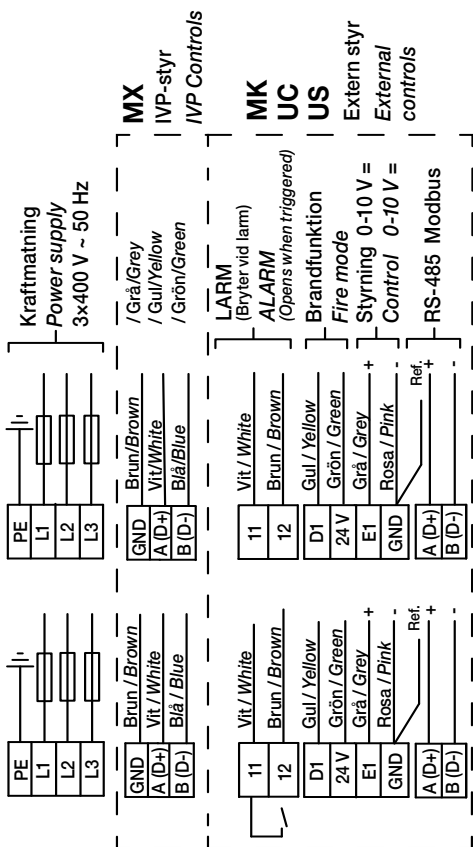 PE
L1
L2
L3
PE
L1
L2
L3
Kraftmatning
Power supply
3x400 V ~ 50 Hz
GND
A (D+)
B (D-)
Brun / Brown
Vit / White
Blå / Blue
GND
A (D+)
B (D-)
Brun/Brown
Vit/White
Blå/Blue
/ Grå/Grey
/ Gul/Yellow
/ Grön/Green
MX
IVP-styr
IVP Controls
11
12
D1
24 V
E1
GND
A (D+)
B (D-)
Vit / White
Brun / Brown
Gul / Yellow
Grön / Green
Grå / Grey +
Rosa / Pink -
Ref.
+
-
11
12
D1
24 V
E1
GND
A (D+)
B (D-)
Vit / White
Brun / Brown
Gul / Yellow
Grön / Green
Grå / Grey +
Rosa / Pink -
Ref.
+
-
LARM
(Bryter vid larm)
ALARM
(Opens when triggered)
Brandfunktion
Fire mode
Styrning 0-10 V =
Control 0-10 V =
RS-485 Modbus
MK
UC
US
Extern styr
External
controls